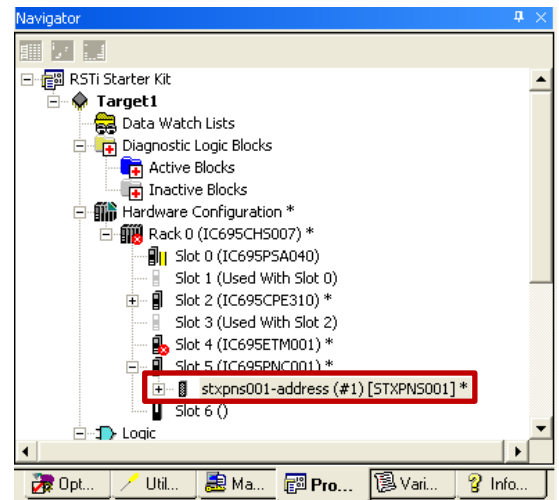 Navigator
RSTi Starter Kit
Target1
Data Watch Lists
Diagnostic Logic Blocks
Active Blocks
Inactive Blocks
Hardware Configuration *
Rack 0 (IC695CHS007) *
Slot 0 (IC695PSA040)
Slot 1 (Used With Slot 0)
Slot 2 (IC695CPE310) *
Slot 3 (Used With Slot 2)
Slot 4 (IC695ETM001) *
Slot 5 (IC695PNC001) *
stxpns001-address (#1) [STXPNS001] *
Slot 6 ()
Logic
Opt... Util... Ma... Pro... Vari... Info...